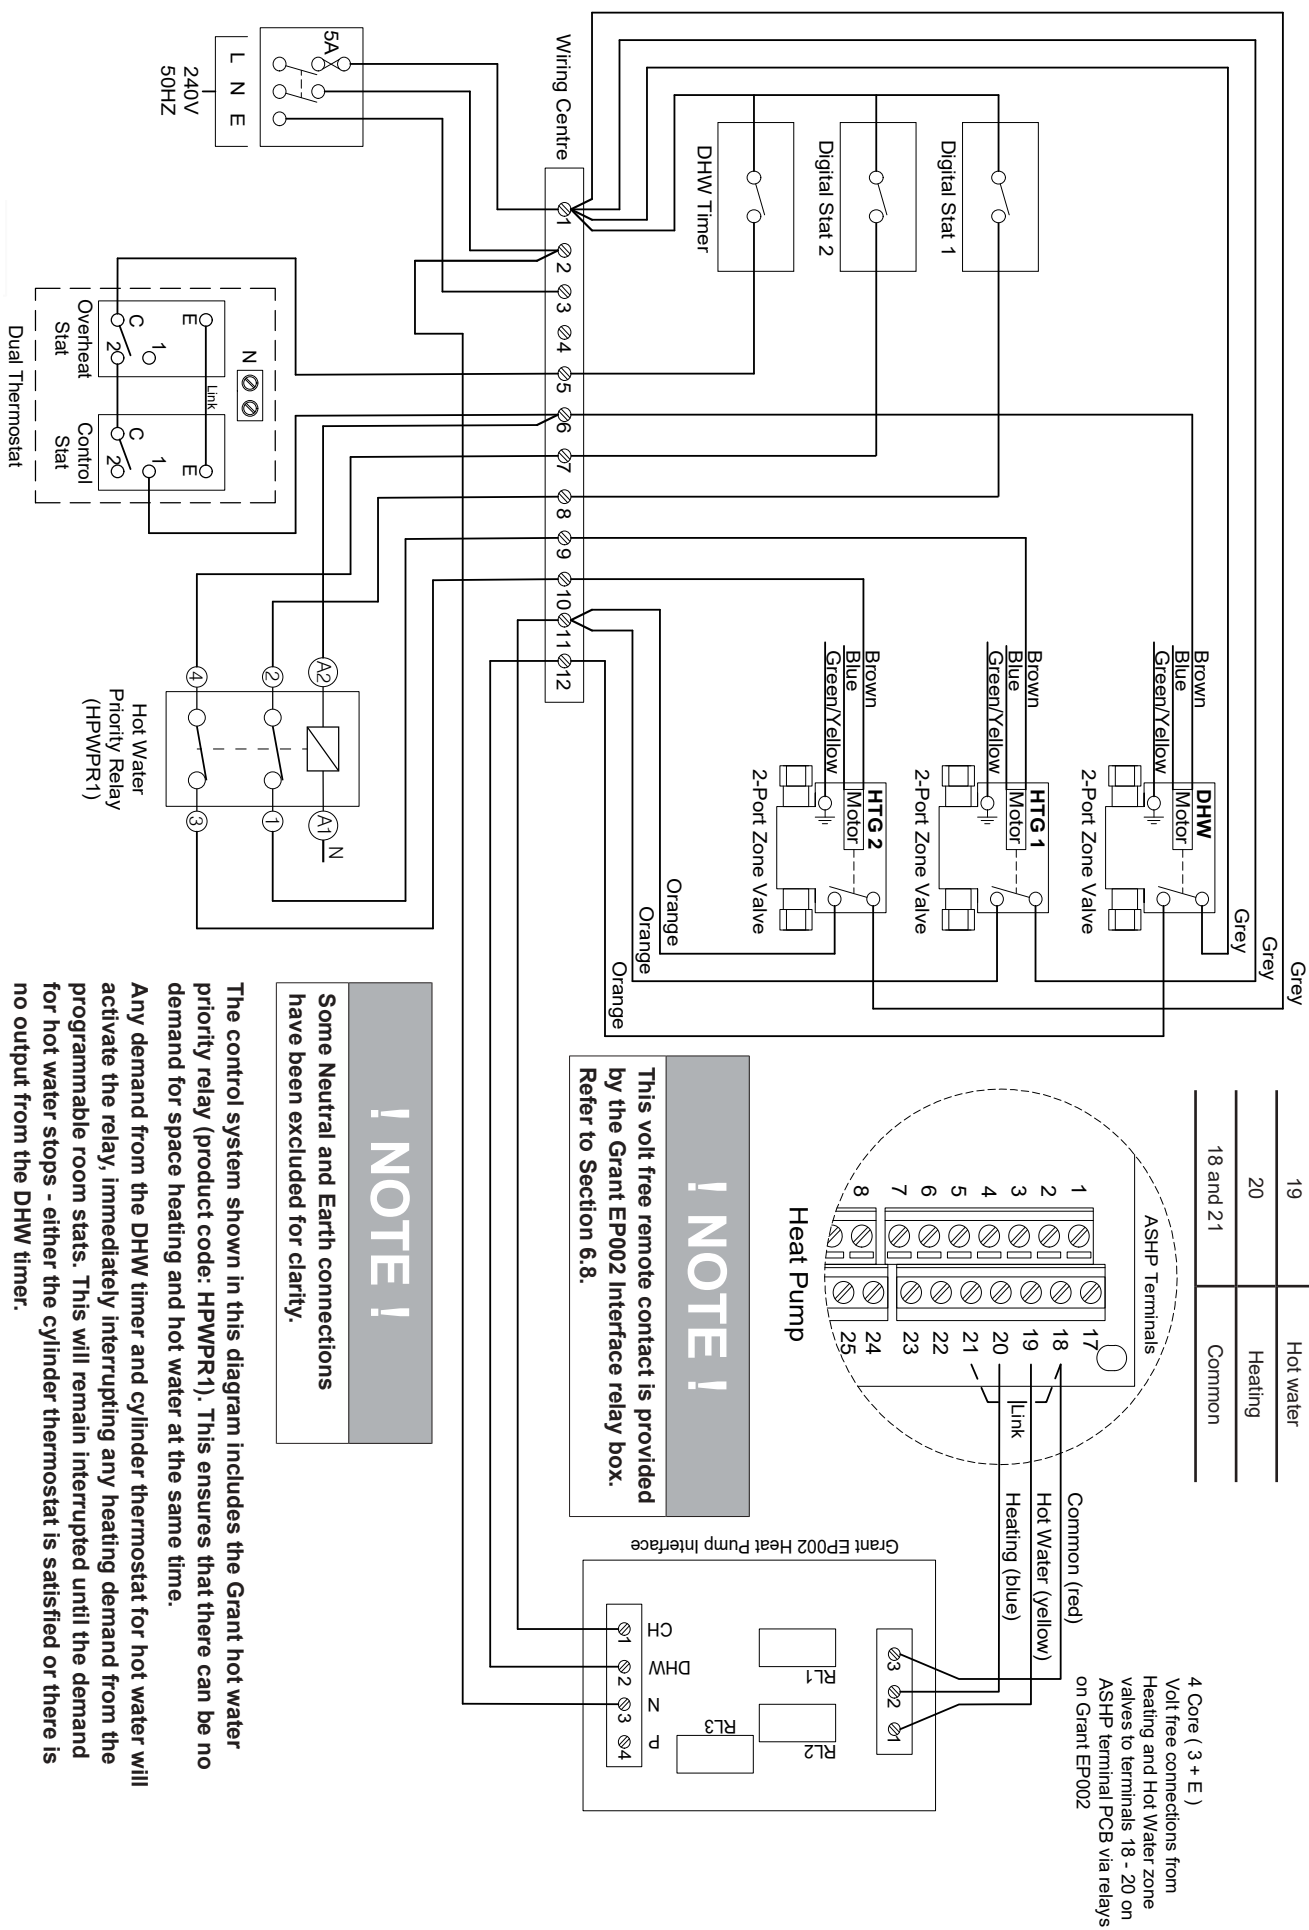 19 Hot water
20 Heating
18 and 21 Common
4 Core ( 3 + E )
Volt free connections from
Heating and Hot Water zone
valves to terminals 18 - 20 on
ASHP terminal PCB via relays
on Grant EP002
Grey
Grey
Grey
ASHP Terminals
1
2
3
4
5
6
7
8
17
18
19
20
21
22
23
24
25
Link
Heat Pump
Common (red)
Hot Water (yellow)
Heating (blue)
Brown
Blue
Green/Yellow
DHW
Motor
2-Port Zone Valve
Brown
Blue
Green/Yellow
HTG 1
Motor
2-Port Zone Valve
Brown
Blue
Green/Yellow
HTG 2
Motor
2-Port Zone Valve
Orange
Orange
Orange
Digital Stat 1
Digital Stat 2
DHW Timer
! NOTE !
This volt free remote contact is provided
by the Grant EP002 Interface relay box.
Refer to Section 6.8.
Grant EP002 Heat Pump Interface
3
2
1
RL1
RL2
RL3
CH
DHW
N
P
1
2
3
4
Wiring Centre
1
2
3
4
5
6
7
8
9
10
11
12
5A
L N E
240V
50HZ
N
E
Link
E
C
1
2
C
1
2
Overheat
Stat
Control
Stat
Dual Thermostat
A2
A1
N
2
1
4
3
Hot Water
Priority Relay
(HPWPR1)
! NOTE !
Some Neutral and Earth connections
have been excluded for clarity.
The control system shown in this diagram includes the Grant hot water
priority relay (product code: HPWPR1). This ensures that there can be no
demand for space heating and hot water at the same time.
Any demand from the DHW timer and cylinder thermostat for hot water will
activate the relay, immediately interrupting any heating demand from the
programmable room stats. This will remain interrupted until the demand
for hot water stops - either the cylinder thermostat is satisfied or there is
no output from the DHW timer.